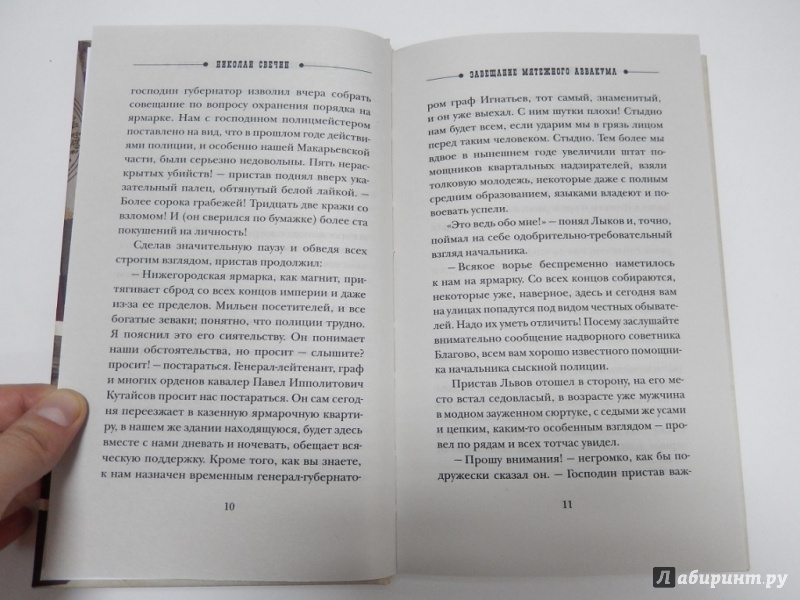 НИКОЛАЙ СВЕЧИН
господин губернатор изволил вчера собрать
совещание по вопросу охранения порядка на
ярмарке. Нам с господином полицмейстером
поставлено на вид, что в прошлом годе действи-
ями полиции, и особенно нашей Макарьевской
части, были серьезно недовольны. Пять нерас-
крытых убийств! — пристав поднял вверх ука-
зательный палец, обтянутый белой лайкой. —
Более сорока грабежей! Тридцать две кражи со
взломом! И (он сверился по бумажке) более ста
покушений на личность!
Сделав значительную паузу и обведя всех
строгим взглядом, пристав продолжил:
— Нижегородская ярмарка, как магнит, при-
тягивает сброд со всех концов империи и даже
из-за ее пределов. Мильен посетителей, и все
богатые зеваки; понятно, что полиции трудно.
Я пояснил это его сиятельству. Он понимает
наши обстоятельства, но просит — слышите?
просит! — постараться. Генерал-лейтенант, граф
и многих орденов кавалер Павел Ипполитович
Кутайсов просит нас постараться. Он сам сегод-
ня переезжает в казенную ярмарочную кварти-
ру, в нашем же здании находящуюся, будет здесь
вместе с нами дневать и ночевать, обещает вся-
ческую поддержку. Кроме того, как вы знаете,
к нам назначен временным генерал-губернато-
10
ЗАВЕЩАНИЕ МЯТЕЖНОГО АВВАКУМА
ром граф Игнатьев, тот самый, знаменитый,
и он уже выехал. С ним шутки плохи! Стыдно
нам будет всем, если ударим мы в грязь лицом
перед таким человеком. Стыдно. Тем более мы
вдвое в нынешнем годе увеличили штат по-
мощников квартальных надзирателей, взяли
толковую молодежь, некоторые даже с полным
средним образованием, языками владеют и по-
воевать успели.
«Это ведь обо мне!» — понял Лыков и, точно,
поймал на себе одобрительно-требовательный
взгляд начальника.
— Всякое ворье беспременно наметилось
к нам на ярмарку. Со всех концов собираются,
некоторые уже, наверное, здесь и сегодня вам
на улицах попадутся под видом честных обывате-
лей. Надо их уметь отличить! Посему заслушайте
внимательно сообщение надворного советника
Благово, всем вам хорошо известного помощни-
ка начальника сыскной полиции.
Пристав Львов отошел в сторону, на его ме-
сто встал седовласый, в возрасте уже мужчина
в модном зауженном сюртуке, с седыми же усами
и цепким, каким-то особенным взглядом — про-
вел по рядам и всех тотчас увидел.
— Прошу внимания! — негромко, как бы по-
дружески сказал он. — Господин пристав важ-
11
Лабиринт.ру